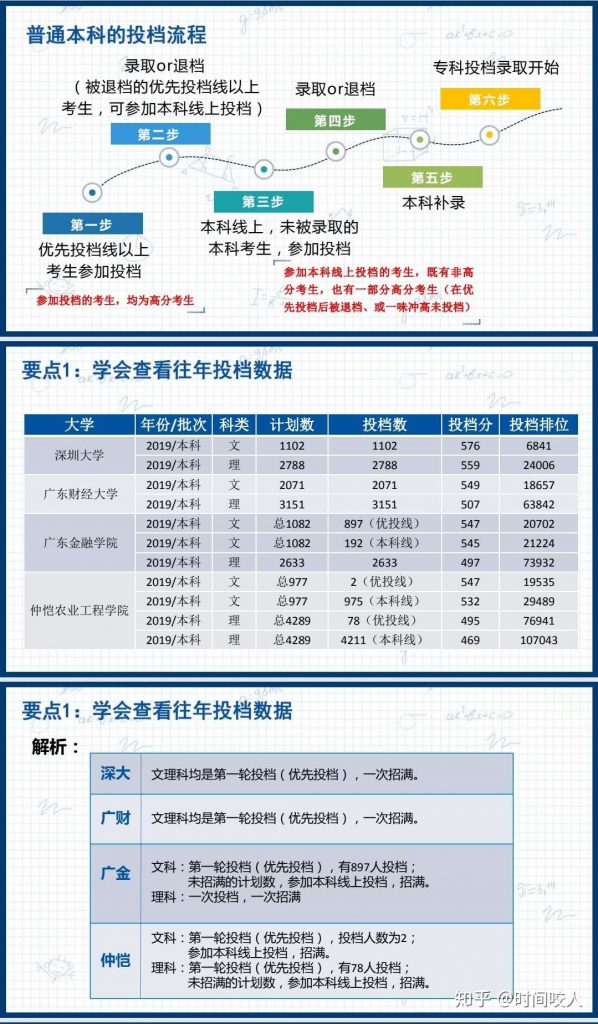 普通本科的投档流程
录取or退档
（被退档的优先投档线以上
考生，可参加本科线上投档）
第二步
录取or退档
第四步
专科投档录取开始
第六步
第一步
优先投档线以上
考生参加投档
参加投档的考生，均为高分考生
第三步
本科线上，未被录取的
本科考生，参加投档
参加本科线上投档的考生，既有非高
分考生，也有一部分高分考生（在优
先投档后被退档、或一味冲高未投档）
第五步
本科补录
要点1：学会查看往年投档数据
大学 年份/批次 科类 计划数 投档数 投档分 投档排位
深圳大学 2019/本科 文 1102 1102 576 6841
2019/本科 理 2788 2788 559 24006
广东财经大学 2019/本科 文 2071 2071 549 18657
2019/本科 理 3151 3151 507 63842
广东金融学院 2019/本科 文 总1082 897（优投线） 547 20702
2019/本科 文 总1082 192（本科线） 545 21224
2019/本科 理 2633 2633 497 73932
仲恺农业工程学院 2019/本科 文 总977 2（优投线） 547 19535
2019/本科 文 总977 975（本科线） 532 29489
2019/本科 理 总4289 78（优投线） 495 76941
2019/本科 理 总4289 4211（本科线） 469 107043
要点1：学会查看往年投档数据
解析：
深大 文理科均是第一轮投档（优先投档），一次招满。
广财 文理科均是第一轮投档（优先投档），一次招满。
广金 文科：第一轮投档（优先投档），有897人投档；
未招满的计划数，参加本科线上投档，招满。
理科：一次投档，一次招满
仲恺 文科：第一轮投档（优先投档），投档人数为2；
参加本科线上投档，招满。
理科：第一轮投档（优先投档），有78人投档；
未招满的计划数，参加本科线上投档，招满。
知乎 @时间咬人